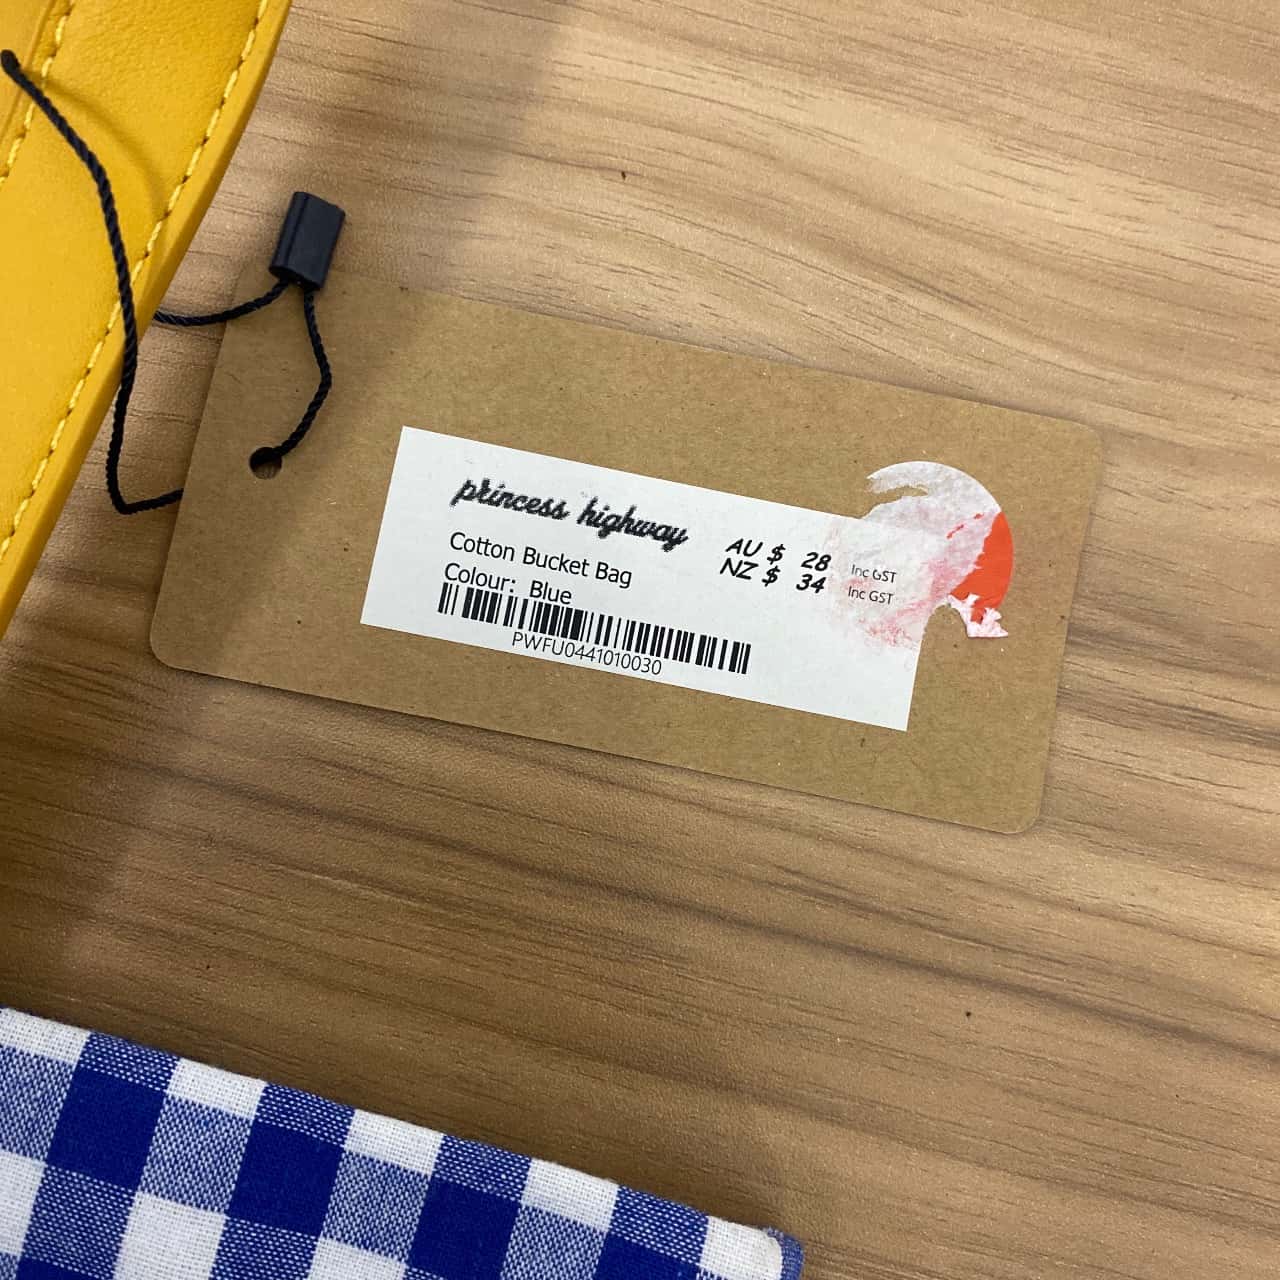 princess highway
Cotton Bucket Bag
Colour: Blue
PWFU0441010030
AU $ 28 Inc GST
NZ $ 34 Inc GST